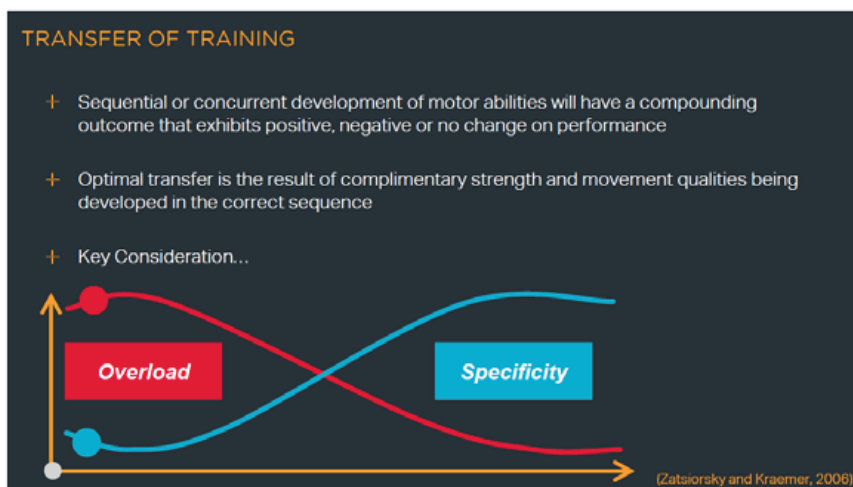 TRANSFER OF TRAINING
+ Sequential or concurrent development of motor abilities will have a compounding
outcome that exhibits positive, negative or no change on performance
+ Optimal transfer is the result of complimentary strength and movement qualities being
developed in the correct sequence
+ Key Consideration...
Overload
Specificity
(Zatsiorsky and Kraemer, 2006)